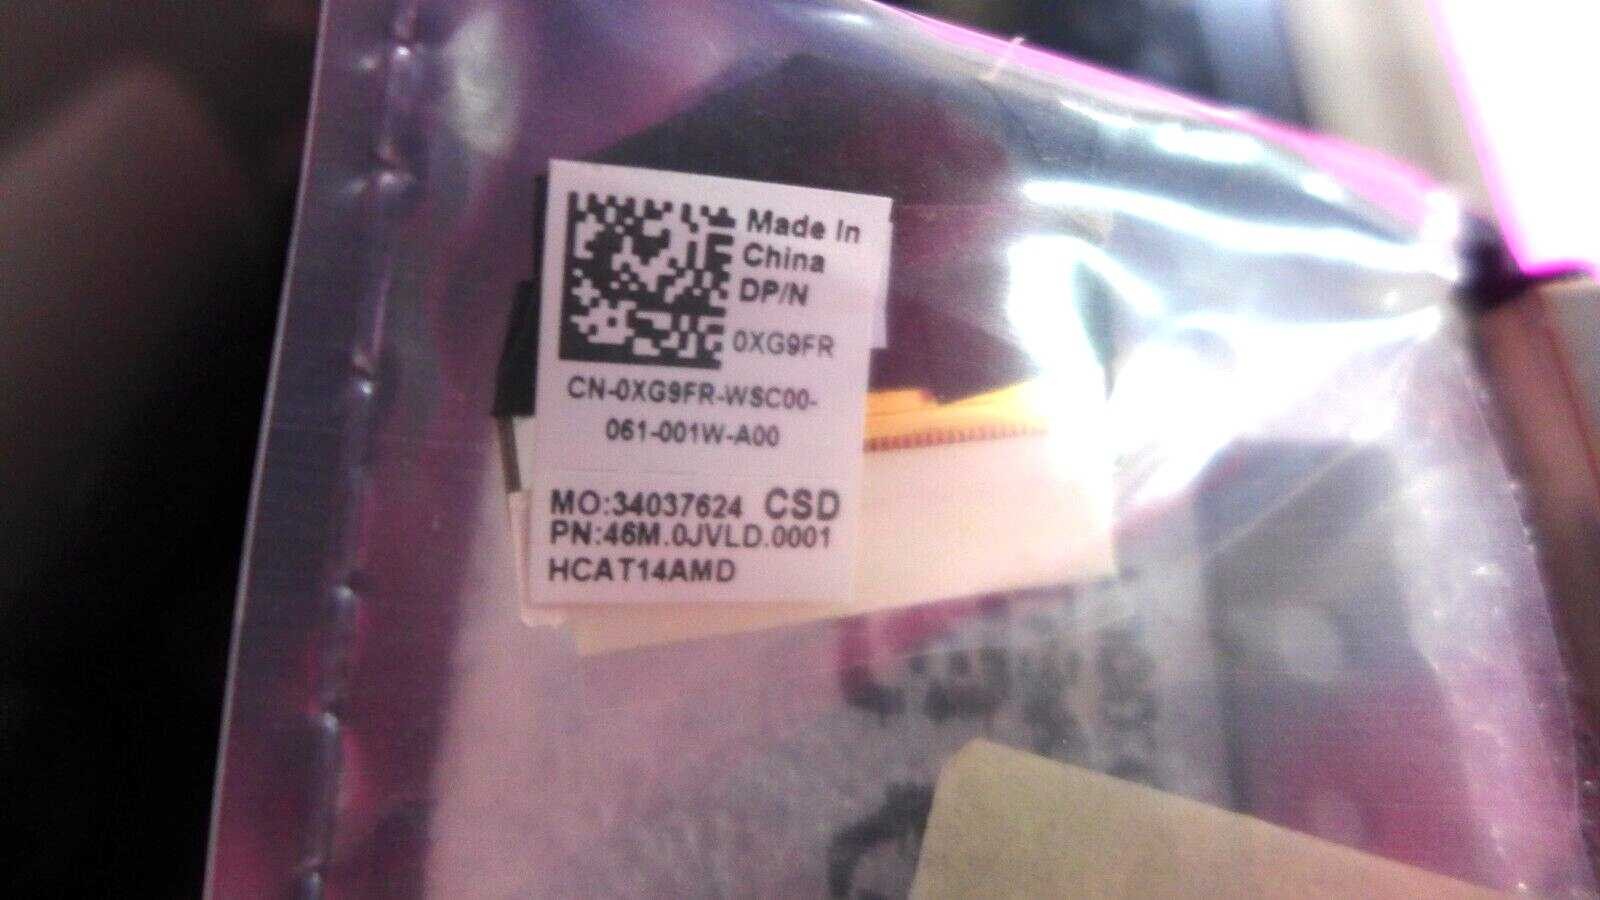 Made In
China
DP/N
0XG9FR
CN-0XG9FR-WSC00-
061-001W-A00
MO:34037624 CSD
PN:46M.0JVLD.0001
HCAT14AMD